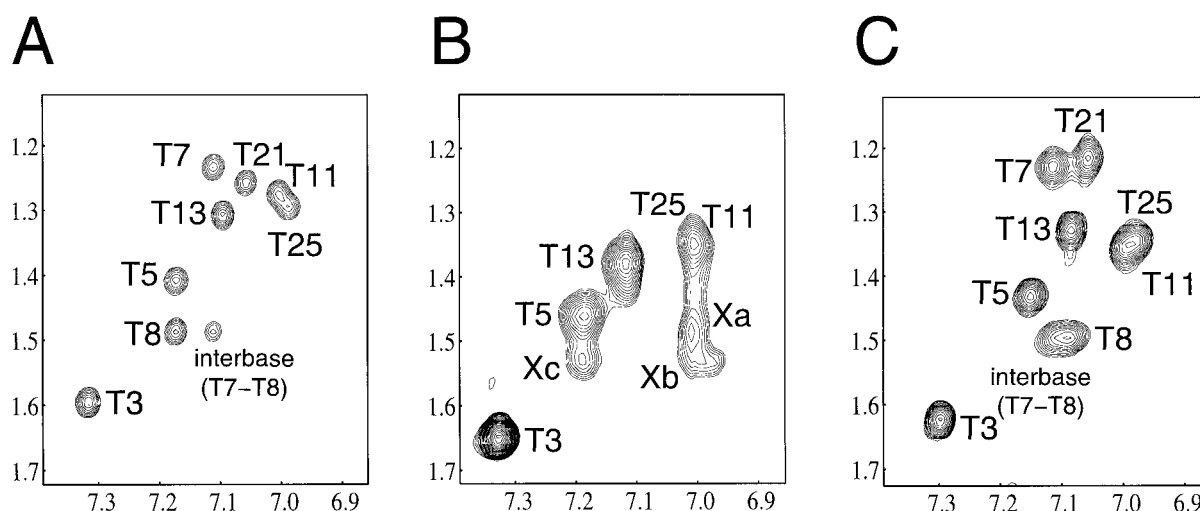 A
B
C
1.2
1.3
1.4
1.5
1.6
1.7
T7
T21
T11
T13
T25
T5
T8
interbase
(T7–T8)
T3
7.3 7.2 7.1 7.0 6.9
1.2
1.3
1.4
1.5
1.6
1.7
T25
T11
T13
T5
Xa
Xc
Xb
T3
7.3 7.2 7.1 7.0 6.9
1.2
1.3
1.4
1.5
1.6
1.7
T21
T7
T13
T25
T5
T11
T8
interbase
(T7–T8)
T3
7.3 7.2 7.1 7.0 6.9